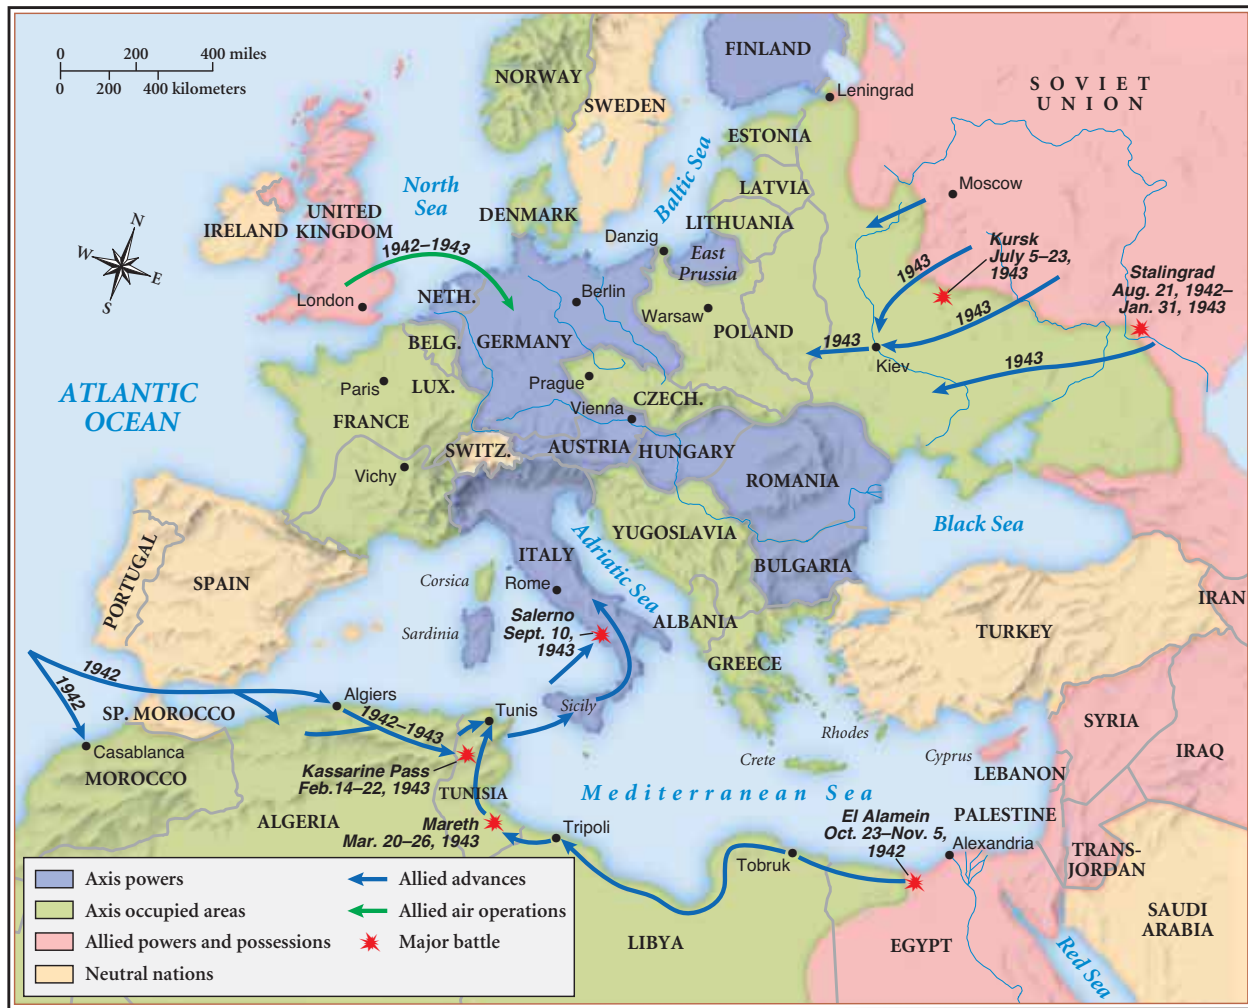 0 200 400 miles
0 200 400 kilometers
N
W
E
S
NORWAY
FINLAND
SWEDEN
SOVIET
UNION
Leningrad
ESTONIA
Baltic Sea
LATVIA
Moscow
LITHUANIA
North
Sea
DENMARK
UNITED
KINGDOM
IRELAND
1942–1943
London
Danzig
East
Prussia
NETH.
Berlin
Warsaw
POLAND
BELG.
GERMANY
Kursk
July 5–23,
1943
Stalingrad
Aug. 21, 1942–
Jan. 31, 1943
1943
1943
1943
1943
Kiev
ATLANTIC
OCEAN
Paris
LUX.
Prague
CZECH.
FRANCE
Vienna
SWITZ.
AUSTRIA
HUNGARY
Vichy
ROMANIA
Black Sea
YUGOSLAVIA
Adriatic Sea
ITALY
BULGARIA
PORTUGAL
SPAIN
Corsica
Rome
Sardinia
Salerno
Sept. 10,
1943
ALBANIA
GREECE
TURKEY
IRAN
1942
1942
SP. MOROCCO
Algiers
1942–1943
Tunis
Sicily
Casablanca
MOROCCO
Kassarine Pass
Feb.14–22, 1943
TUNISIA
ALGERIA
Mareth
Mar. 20–26, 1943
Tripoli
Crete
Rhodes
Cyprus
SYRIA
IRAQ
LEBANON
Mediterranean Sea
PALESTINE
El Alamein
Oct. 23–Nov. 5,
1942
Alexandria
Tobruk
TRANS-
JORDAN
SAUDI
ARABIA
LIBYA
EGYPT
Red Sea
Axis powers
Axis occupied areas
Allied powers and possessions
Neutral nations
Allied advances
Allied air operations
Major battle